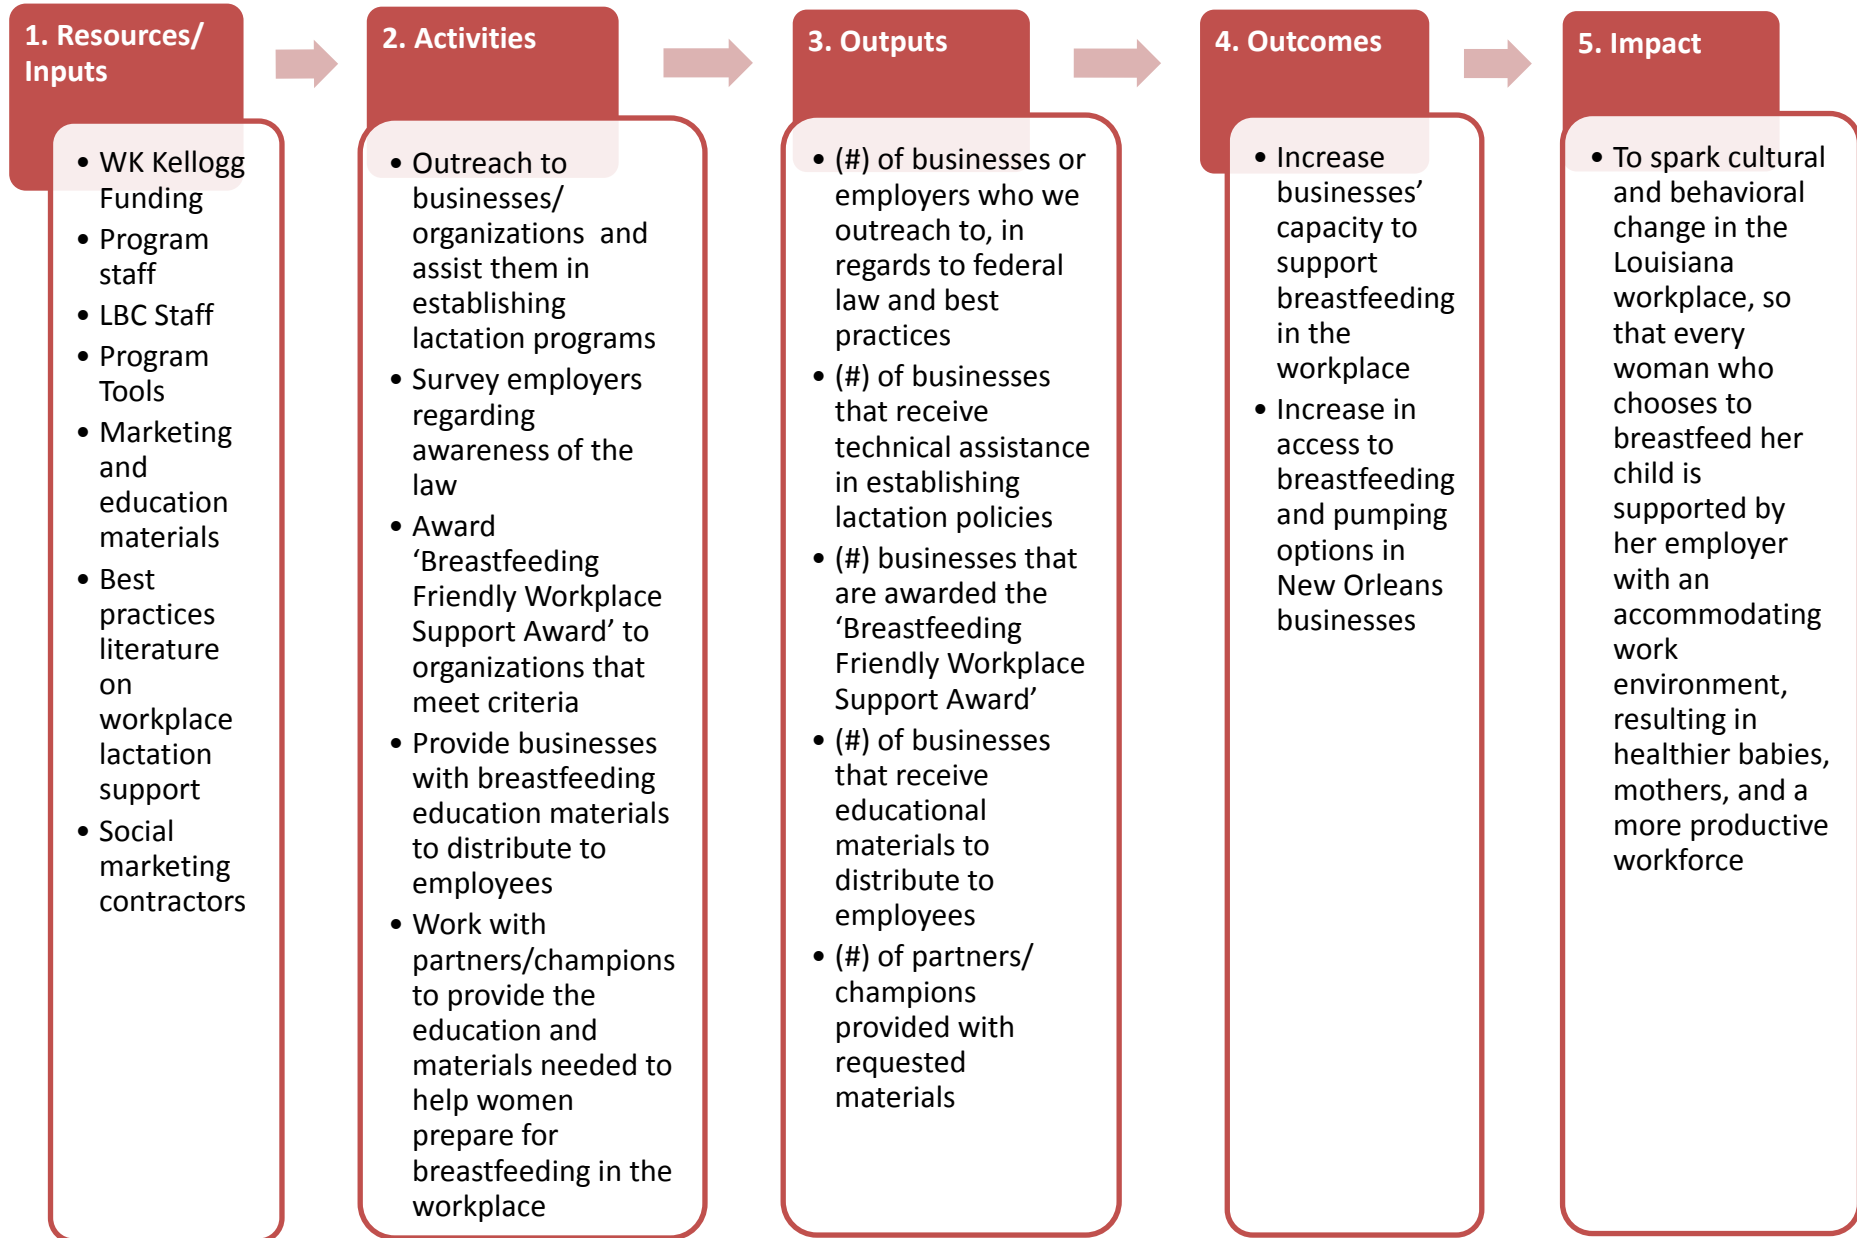 1. Resources/
Inputs
• WK Kellogg
Funding
• Program
staff
• LBC Staff
• Program
Tools
• Marketing
and
education
materials
• Best
practices
literature
on
workplace
lactation
support
• Social
marketing
contractors
2. Activities
• Outreach to
businesses/
organizations and
assist them in
establishing
lactation programs
• Survey employers
regarding
awareness of the
law
• Award
‘Breastfeeding
Friendly Workplace
Support Award’ to
organizations that
meet criteria
• Provide businesses
with breastfeeding
education materials
to distribute to
employees
• Work with
partners/champions
to provide the
education and
materials needed to
help women
prepare for
breastfeeding in the
workplace
3. Outputs
• (#) of businesses or
employers who we
outreach to, in
regards to federal
law and best
practices
• (#) of businesses
that receive
technical assistance
in establishing
lactation policies
• (#) businesses that
are awarded the
‘Breastfeeding
Friendly Workplace
Support Award’
• (#) of businesses
that receive
educational
materials to
distribute to
employees
• (#) of partners/
champions
provided with
requested
materials
4. Outcomes
• Increase
businesses’
capacity to
support
breastfeeding
in the
workplace
• Increase in
access to
breastfeeding
and pumping
options in
New Orleans
businesses
5. Impact
• To spark cultural
and behavioral
change in the
Louisiana
workplace, so
that every
woman who
chooses to
breastfeed her
child is
supported by
her employer
with an
accommodating
work
environment,
resulting in
healthier babies,
mothers, and a
more productive
workforce